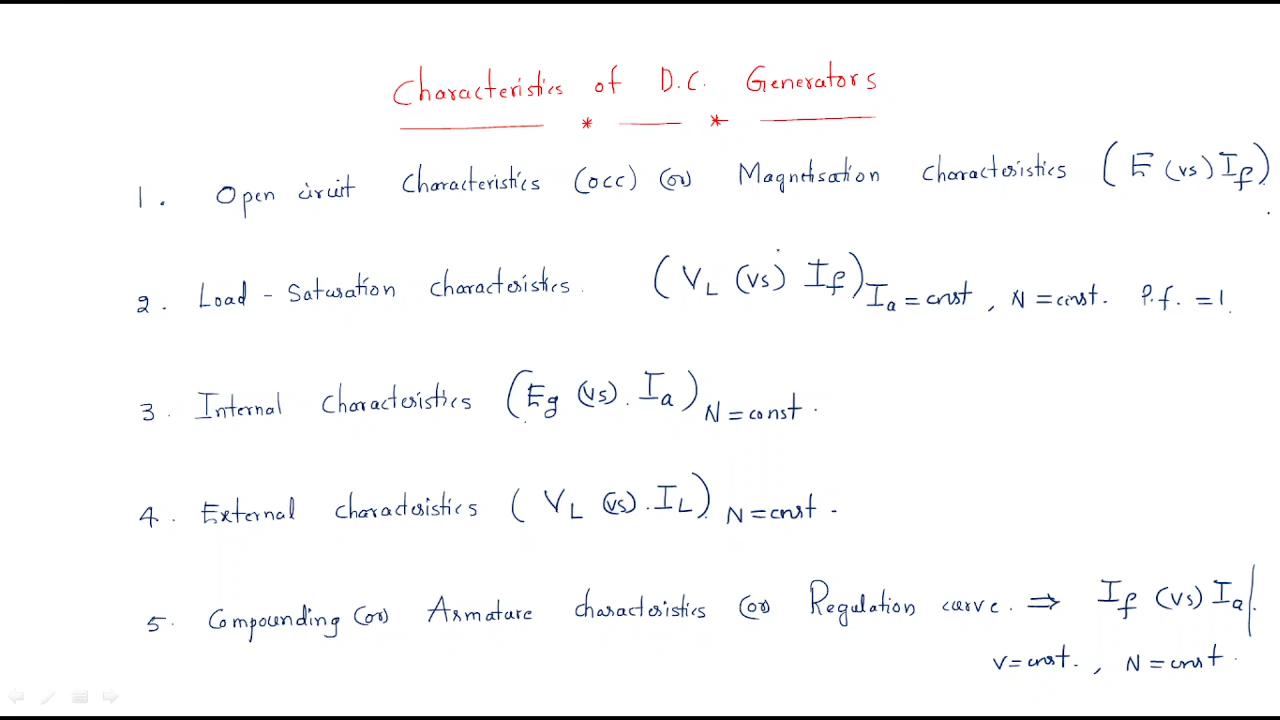 Characteristics of D.C. Generators
1. Open ciruit Characteristics (OCC) (or) Magnetisation characteristics (E (vs) If).
2. Load - Saturation characteristics. (VL (vs) If) Ia = const, N = const. P.f. = 1.
3. Internal Characteristics (Eg (vs). Ia) N = const.
4. External characteristics (VL (vs). IL) N = const.
5. Compounding (or) Armature characteristics (or) Regulation curve. ⇒ If (vs) Ia|.
V = const., N = const.